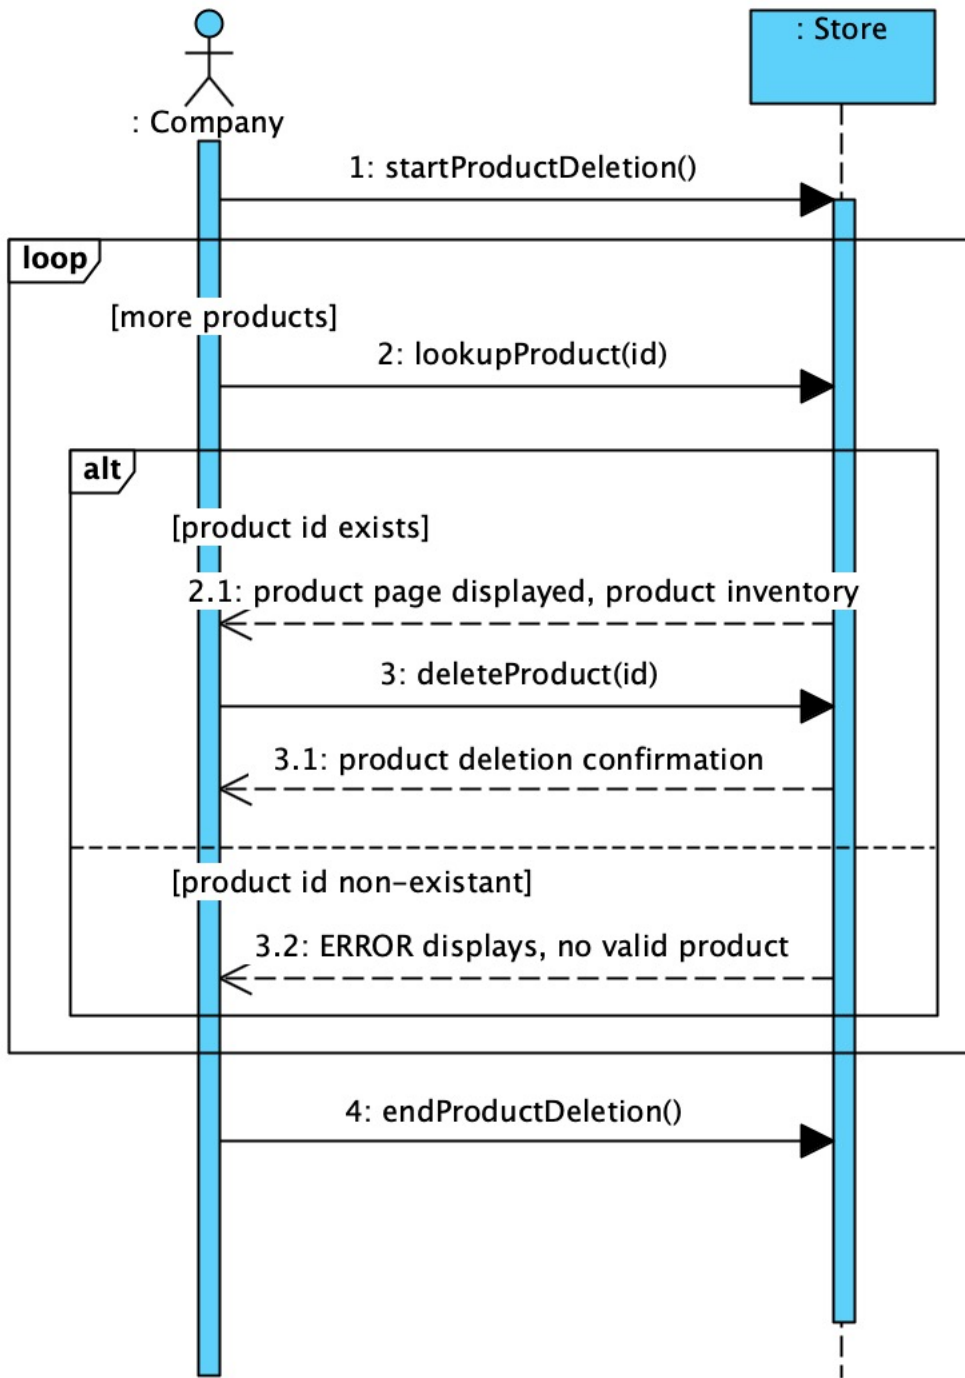 : Store
: Company
1: startProductDeletion()
loop
[more products]
2: lookupProduct(id)
alt
[product id exists]
2.1: product page displayed, product inventory
3: deleteProduct(id)
3.1: product deletion confirmation
[product id non-existant]
3.2: ERROR displays, no valid product
4: endProductDeletion()